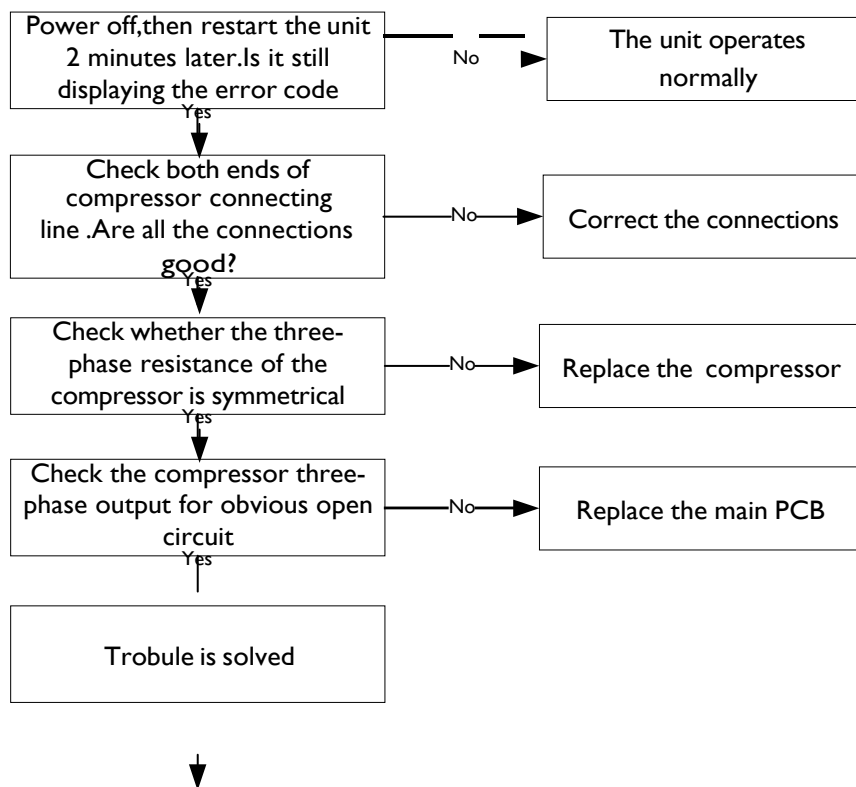 Power off,then restart the unit
2 minutes later.Is it still
displaying the error code
No
The unit operates
normally
Yes
Check both ends of
compressor connecting
line .Are all the connections
good?
No
Correct the connections
Yes
Check whether the three-
phase resistance of the
compressor is symmetrical
No
Replace the compressor
Yes
Check the compressor three-
phase output for obvious open
circuit
No
Replace the main PCB
Yes
Trobule is solved